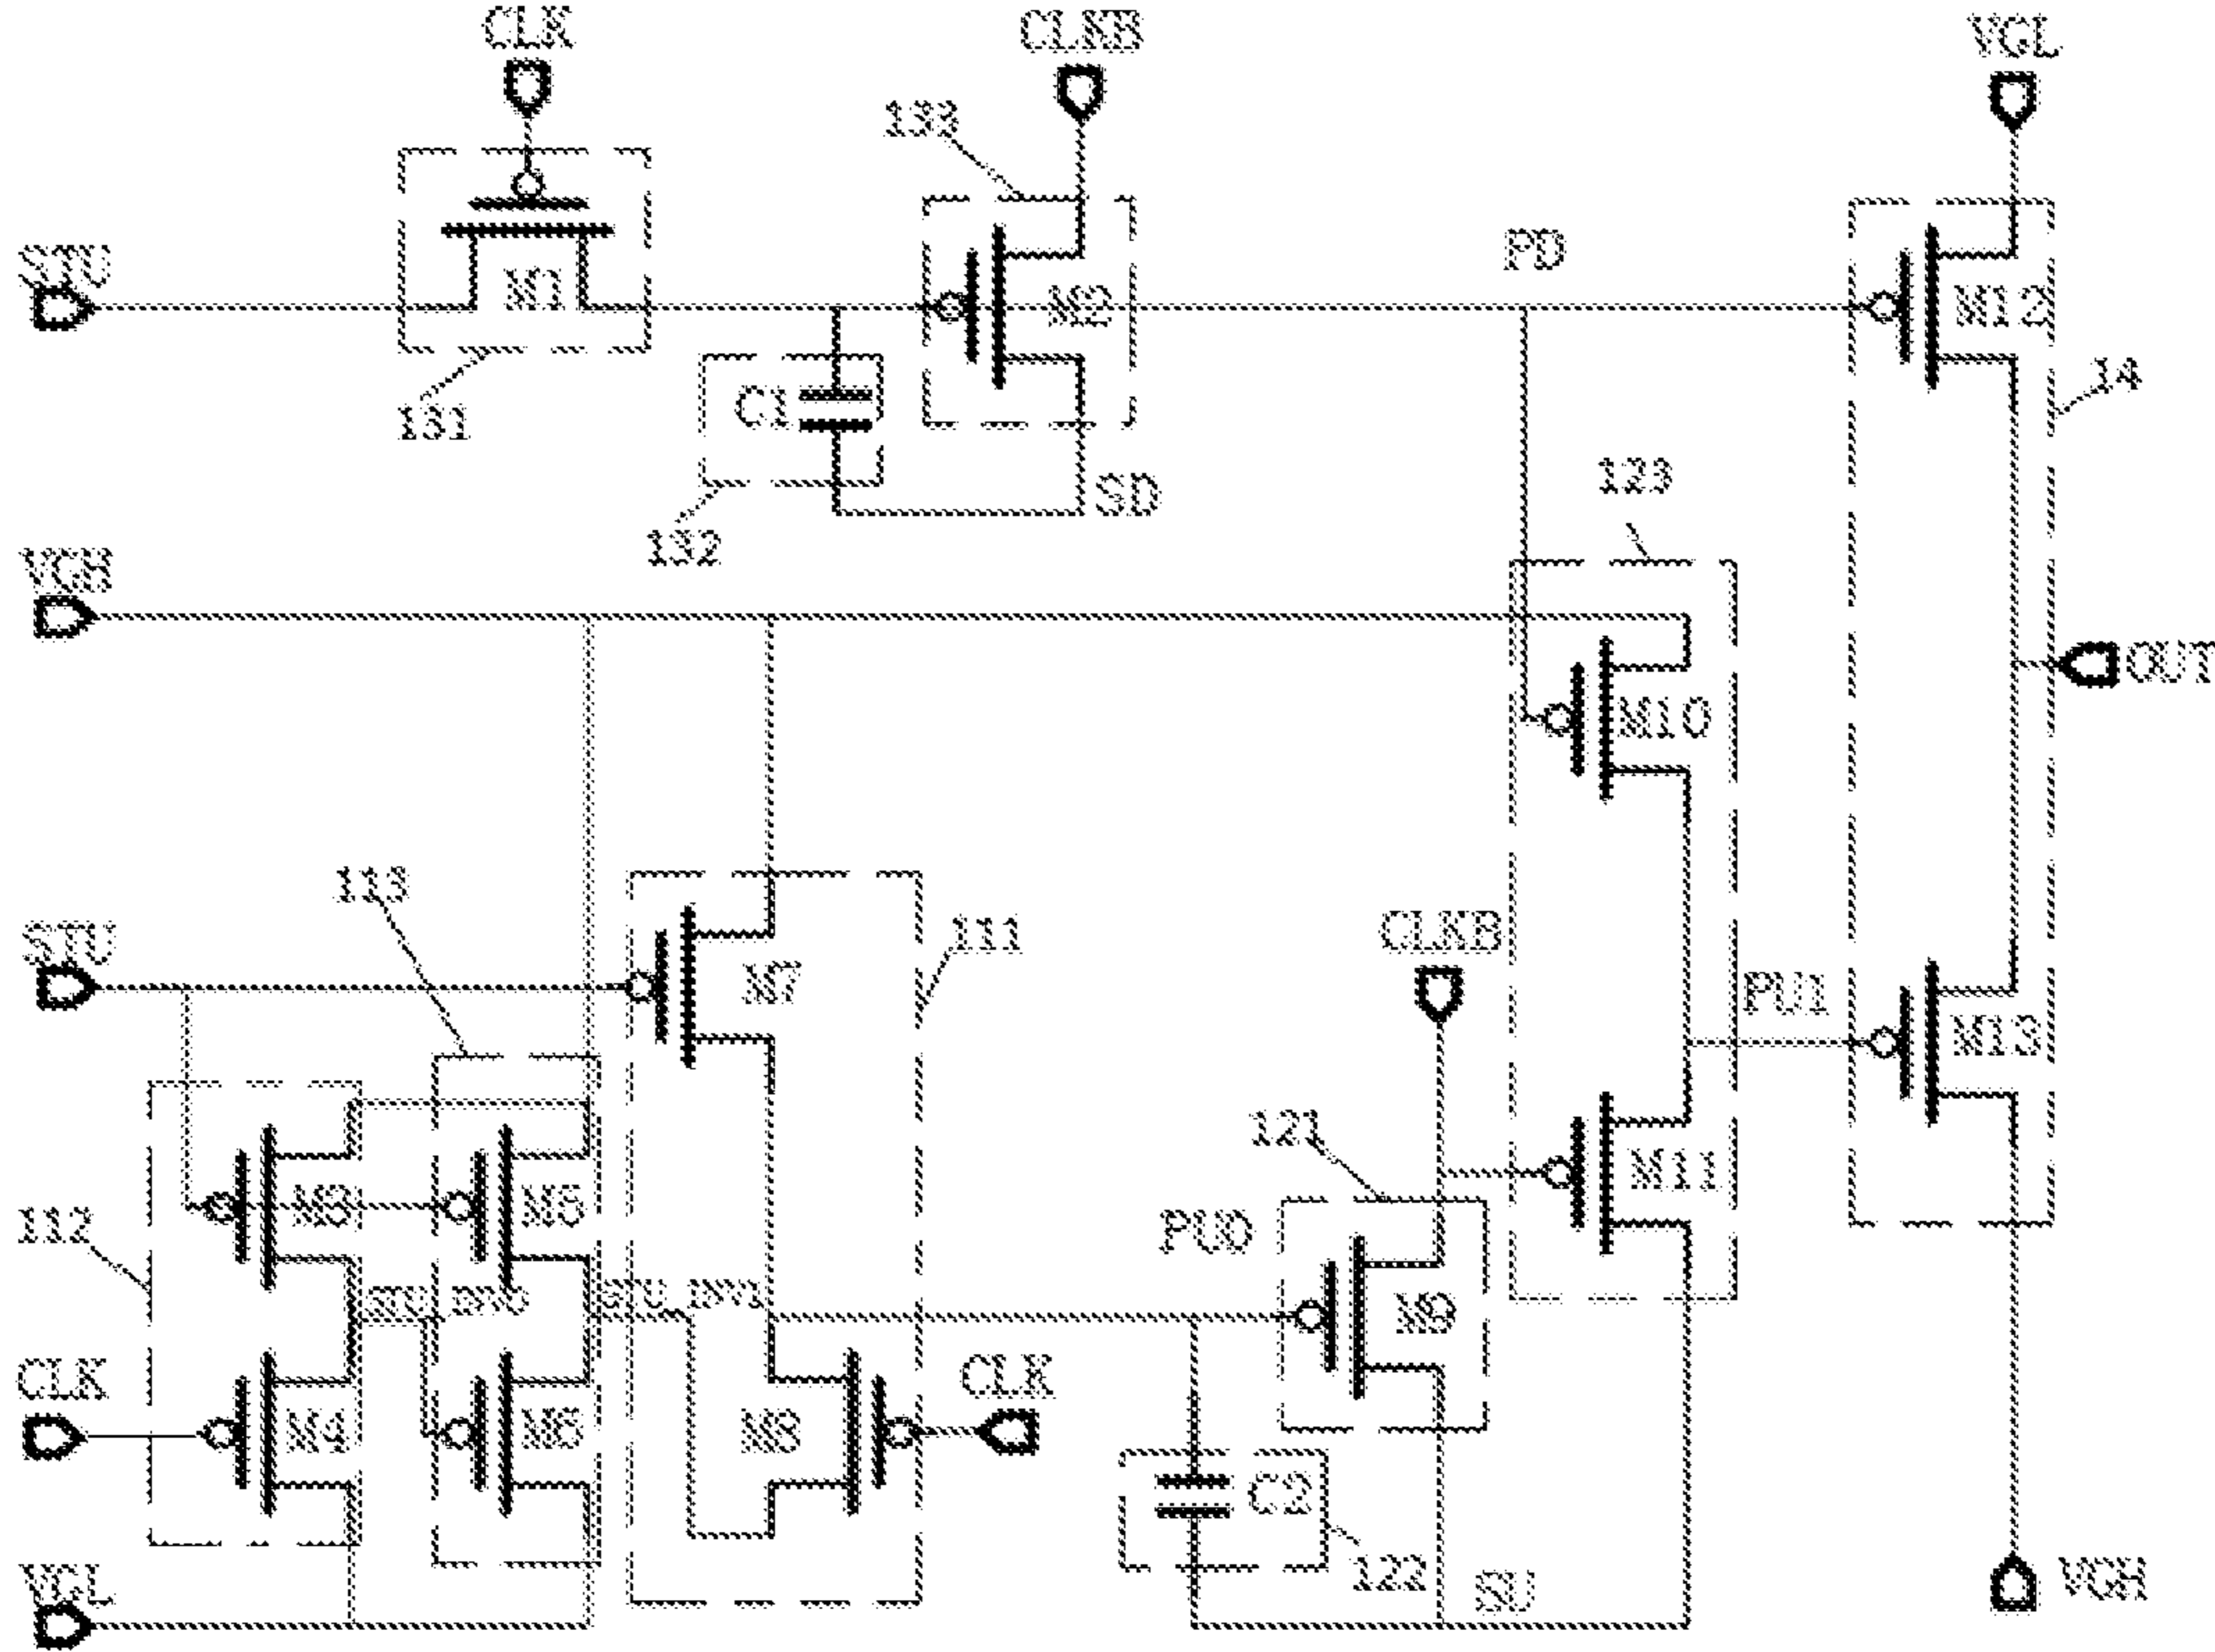 CLK
CLKB
VGL
133
STU
M1
M2
PD
M12
131
C1
14
132
SD
123
VGH
OUT
M10
113
STU
M7
111
CLKB
PU1
M13
121
M11
112
M3
M5
PU0
STU_INV0
STU_INV1
M9
CLK
M4
M6
M8
CLK
C2
122
VGL
SU
VGH